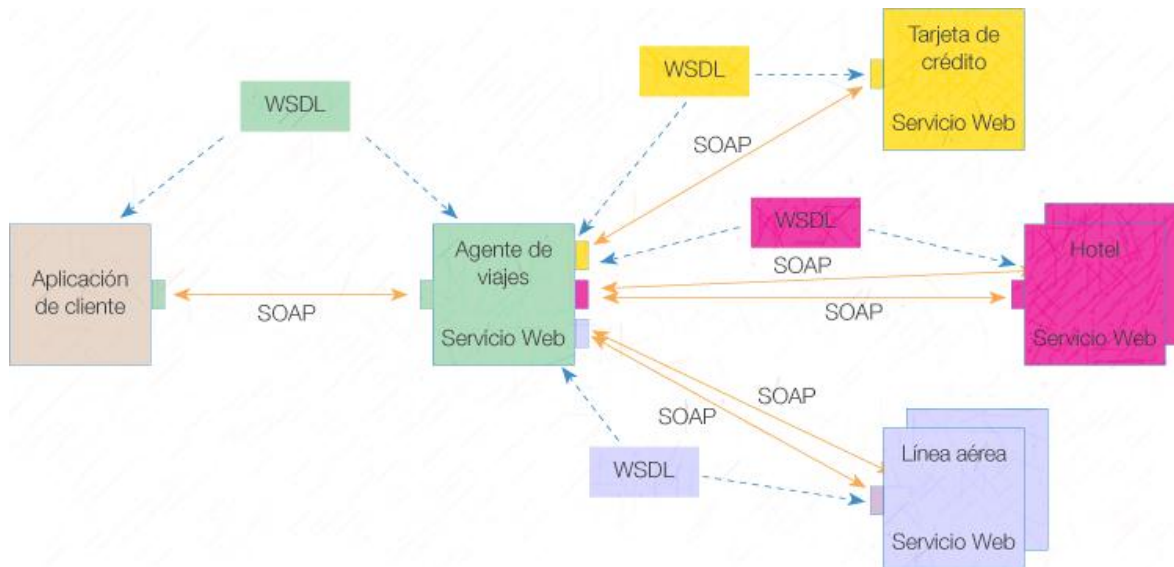 Tarjeta de
crédito
Servicio Web
WSDL
WSDL
SOAP
WSDL
Agente de
viajes
Servicio Web
Hotel
Servicio Web
SOAP
SOAP
Aplicación
de cliente
SOAP
SOAP
SOAP
WSDL
Línea aérea
Servicio Web